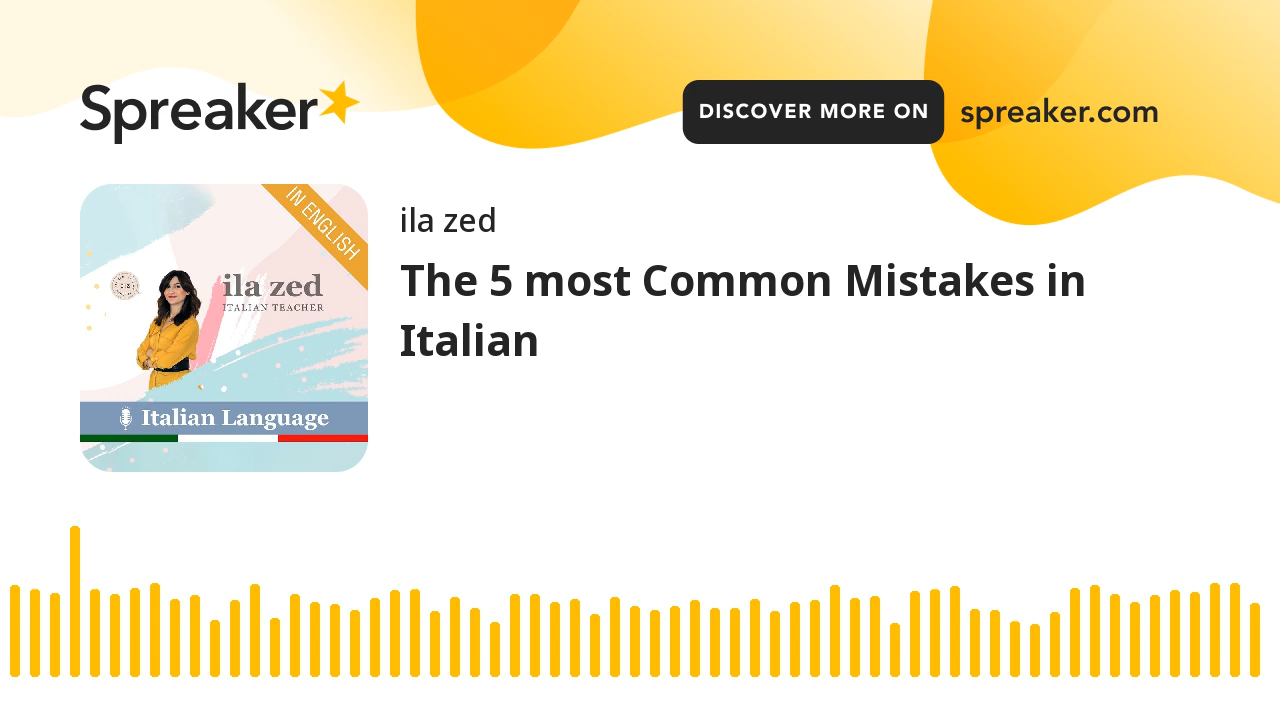 Spreaker
DISCOVER MORE ON spreaker.com
IN ENGLISH
ila zed
ITALIAN TEACHER
Italian Language
ila zed
The 5 most Common Mistakes in
Italian